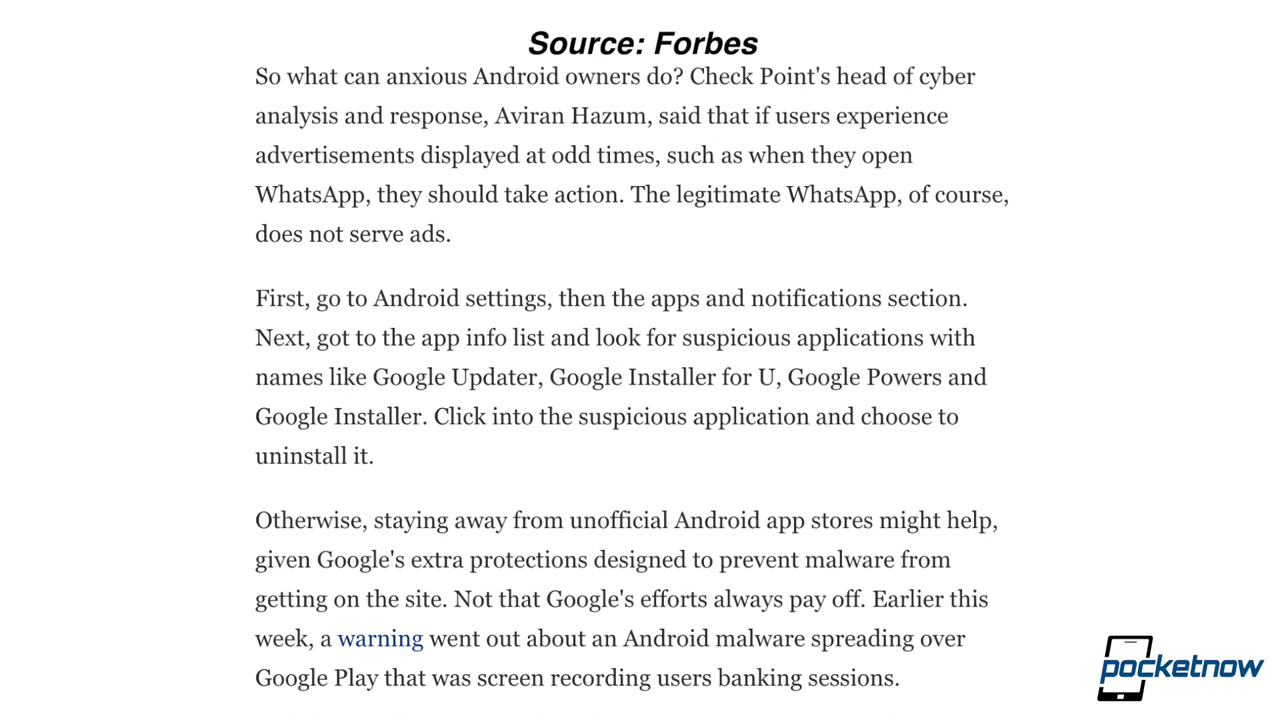 Source: Forbes
So what can anxious Android owners do? Check Point's head of cyber
analysis and response, Aviran Hazum, said that if users experience
advertisements displayed at odd times, such as when they open
WhatsApp, they should take action. The legitimate WhatsApp, of course,
does not serve ads.
First, go to Android settings, then the apps and notifications section.
Next, got to the app info list and look for suspicious applications with
names like Google Updater, Google Installer for U, Google Powers and
Google Installer. Click into the suspicious application and choose to
uninstall it.
Otherwise, staying away from unofficial Android app stores might help,
given Google's extra protections designed to prevent malware from
getting on the site. Not that Google's efforts always pay off. Earlier this
week, a warning went out about an Android malware spreading over
Google Play that was screen recording users banking sessions.
pocketnow